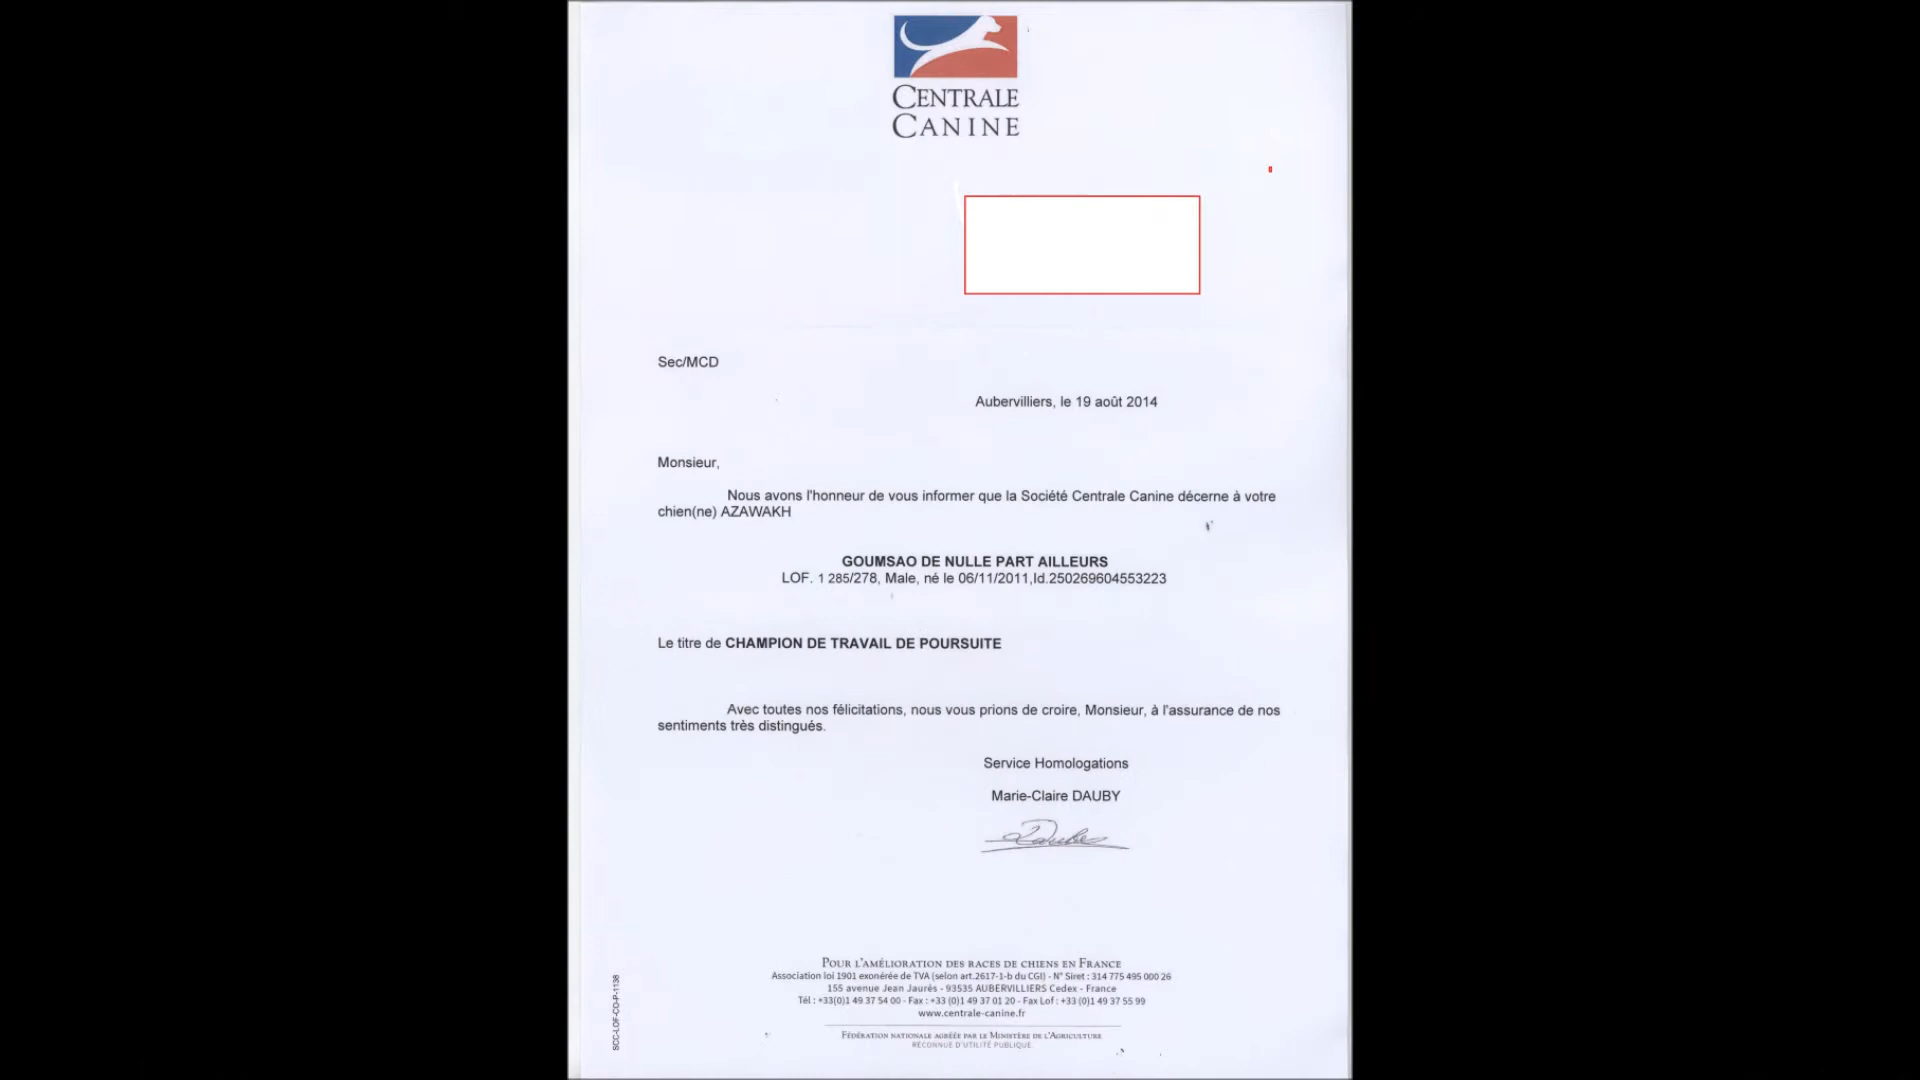 CENTRALE
CANINE
Sec/MCD
Aubervilliers, le 19 août 2014
Monsieur,
Nous avons l'honneur de vous informer que la Société Centrale Canine décerne à votre
chien(ne) AZAWAKH
GOUMSAO DE NULLE PART AILLEURS
LOF. 1 285/278, Male, né le 06/11/2011,Id.250269604553223
Le titre de CHAMPION DE TRAVAIL DE POURSUITE
Avec toutes nos félicitations, nous vous prions de croire, Monsieur, à l'assurance de nos
sentiments très distingués.
Service Homologations
Marie-Claire DAUBY
Dauby
POUR L'AMÉLIORATION DES RACES DE CHIENS EN FRANCE
Association loi 1901 exonérée de TVA (selon art.2617-1-b du CGI) - N° Siret : 314 775 495 000 26
155 avenue Jean Jaurés - 93535 AUBERVILLIERS Cedex - France
Tél : +33(0)1 49 37 54 00 - Fax : +33 (0)1 49 37 01 20 - Fax Lof : +33 (0)1 49 37 55 99
www.centrale-canine.fr
FÉDÉRATION NATIONALE AGRÉÉE PAR LE MINISTÈRE DE L'AGRICULTURE
RECONNUE D'UTILITÉ PUBLIQUE
SCC-LOF-CO-P-1138